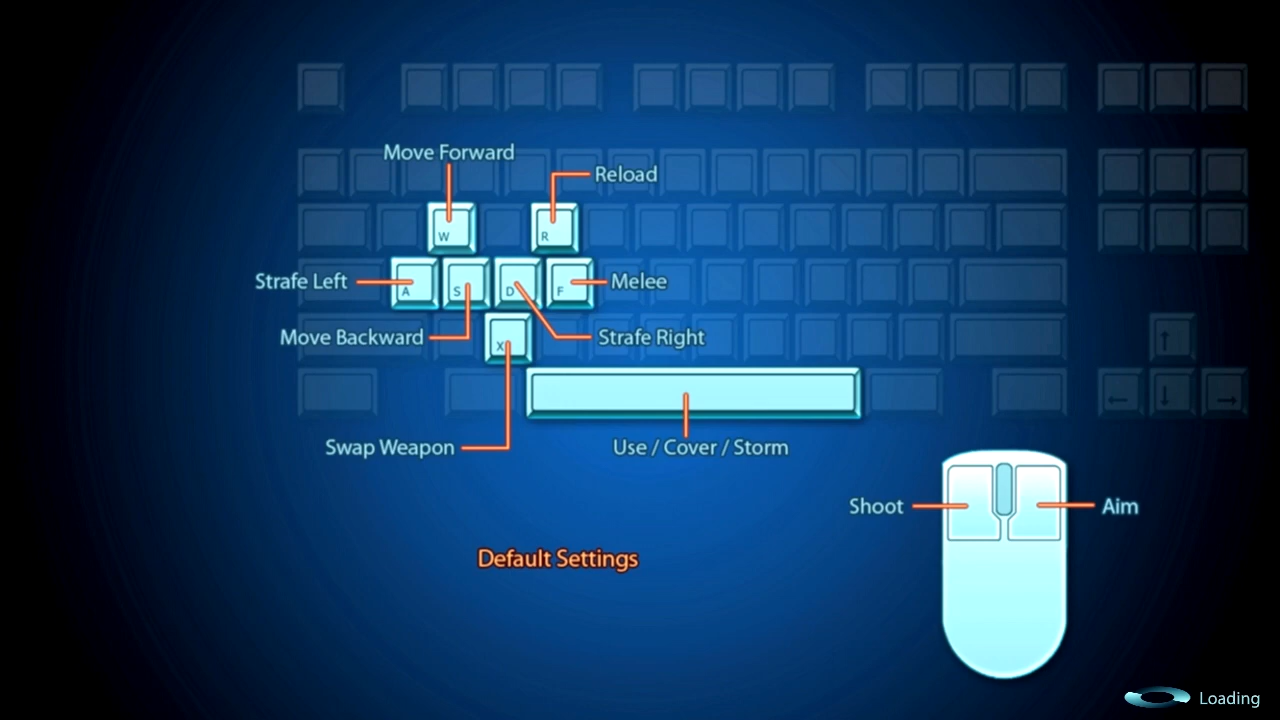 Move Forward
Reload
W
R
Strafe Left
A
S
D
F
Melee
Move Backward
X
Strafe Right
↑
← ↓ →
Swap Weapon
Use / Cover / Storm
Shoot
Aim
Default Settings
Loading